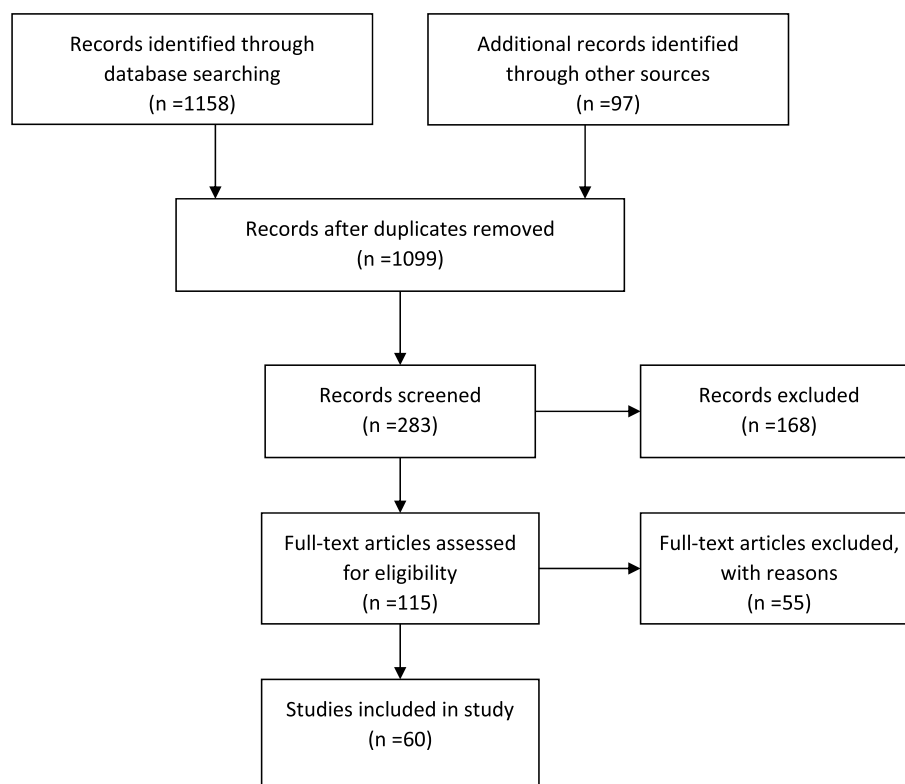 Records identified through
database searching
(n =1158)
Additional records identified
through other sources
(n =97)
Records after duplicates removed
(n =1099)
Records screened
(n =283)
Records excluded
(n =168)
Full-text articles assessed
for eligibility
(n =115)
Full-text articles excluded,
with reasons
(n =55)
Studies included in study
(n =60)